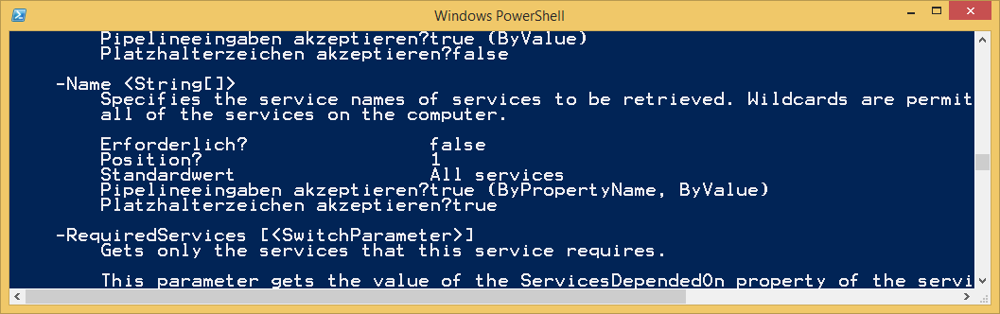 Windows PowerShell
Pipelineeingaben akzeptieren?true (ByValue)
Platzhalterzeichen akzeptieren?false
-Name <String[]>
Specifies the service names of services to be retrieved. Wildcards are permit
all of the services on the computer.
Erforderlich? false
Position? 1
Standardwert All services
Pipelineeingaben akzeptieren?true (ByPropertyName, ByValue)
Platzhalterzeichen akzeptieren?true
-RequiredServices [<SwitchParameter>]
Gets only the services that this service requires.
This parameter gets the value of the ServicesDependedOn property of the servi